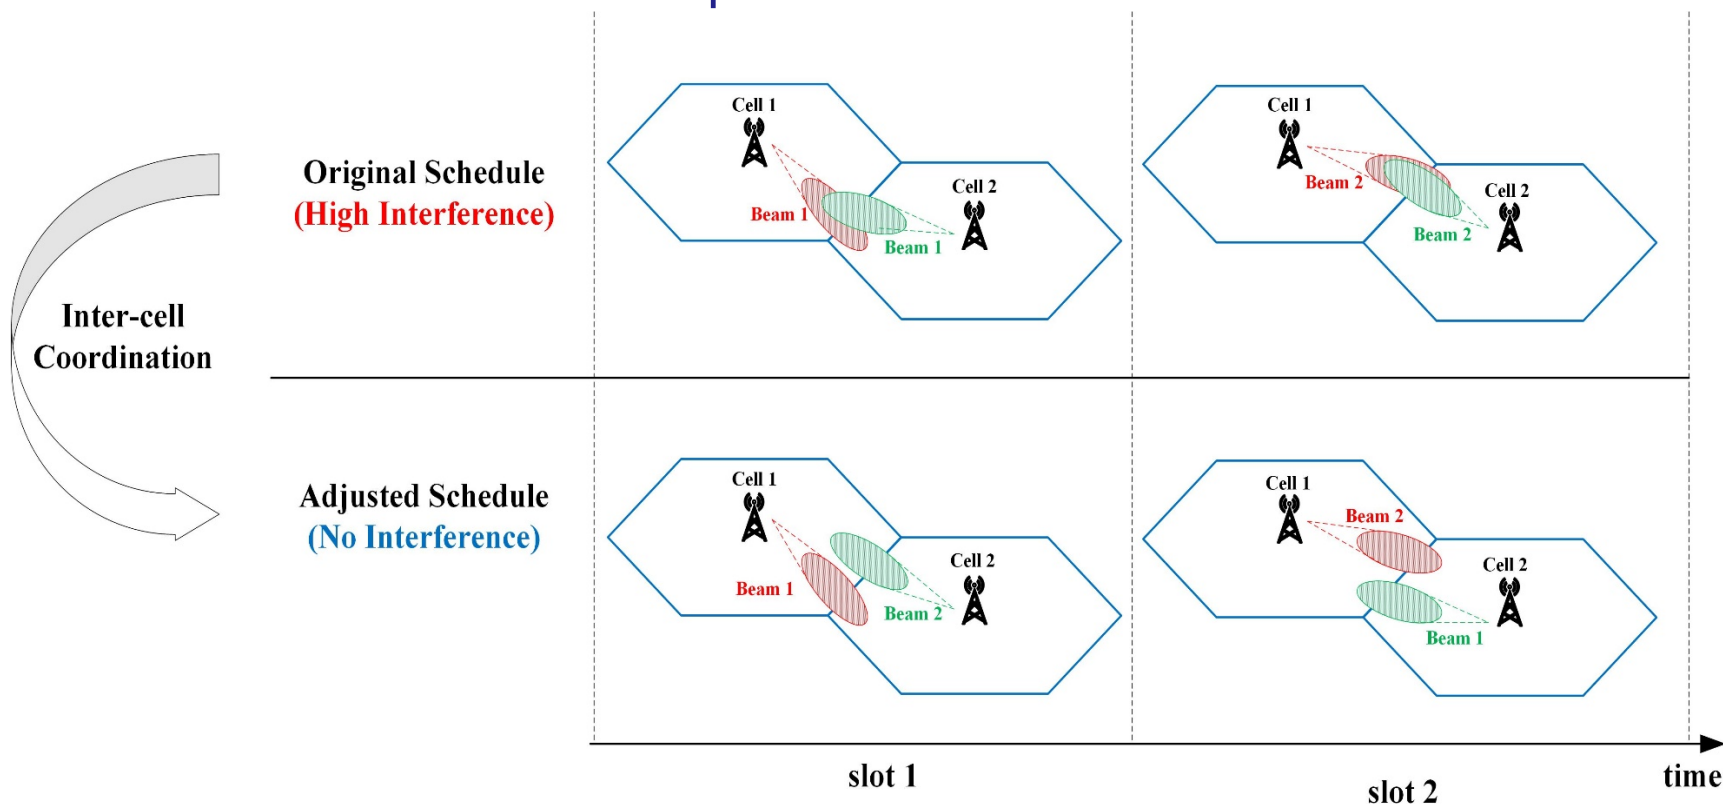 Cell 1
Cell 2
Beam 1
Beam 1
Cell 1
Cell 2
Beam 2
Beam 2
Original Schedule
(High Interference)
Inter-cell
Coordination
Adjusted Schedule
(No Interference)
Cell 1
Cell 2
Beam 1
Beam 2
Cell 1
Beam 2
Cell 2
Beam 1
slot 1
slot 2
time